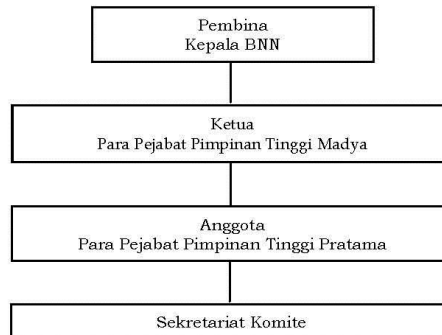 Pembina
Kepala BNN
Ketua
Para Pejabat Pimpinan Tinggi Madya
Anggota
Para Pejabat Pimpinan Tinggi Pratama
Sekretariat Komite